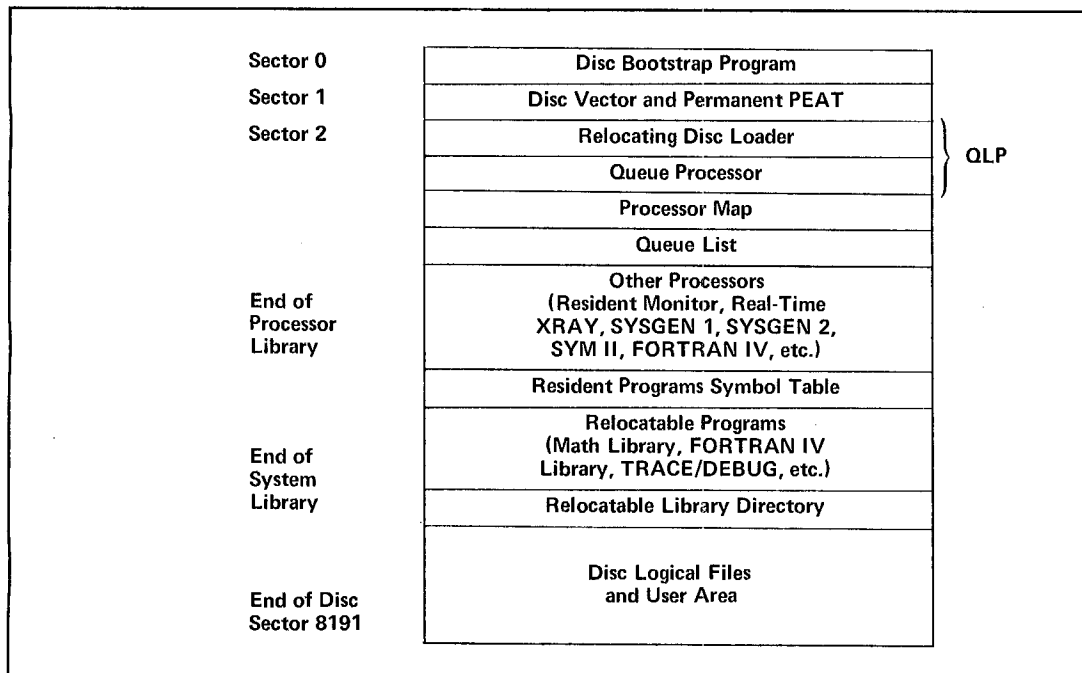 Sector 0
Disc Bootstrap Program
Sector 1
Disc Vector and Permanent PEAT
Sector 2
Relocating Disc Loader
QLP
Queue Processor
Processor Map
Queue List
End of
Processor
Library
Other Processors
(Resident Monitor, Real-Time
XRAY, SYSGEN 1, SYSGEN 2,
SYM II, FORTRAN IV, etc.)
Resident Programs Symbol Table
End of
System
Library
Relocatable Programs
(Math Library, FORTRAN IV
Library, TRACE/DEBUG, etc.)
Relocatable Library Directory
Disc Logical Files
and User Area
End of Disc
Sector 8191